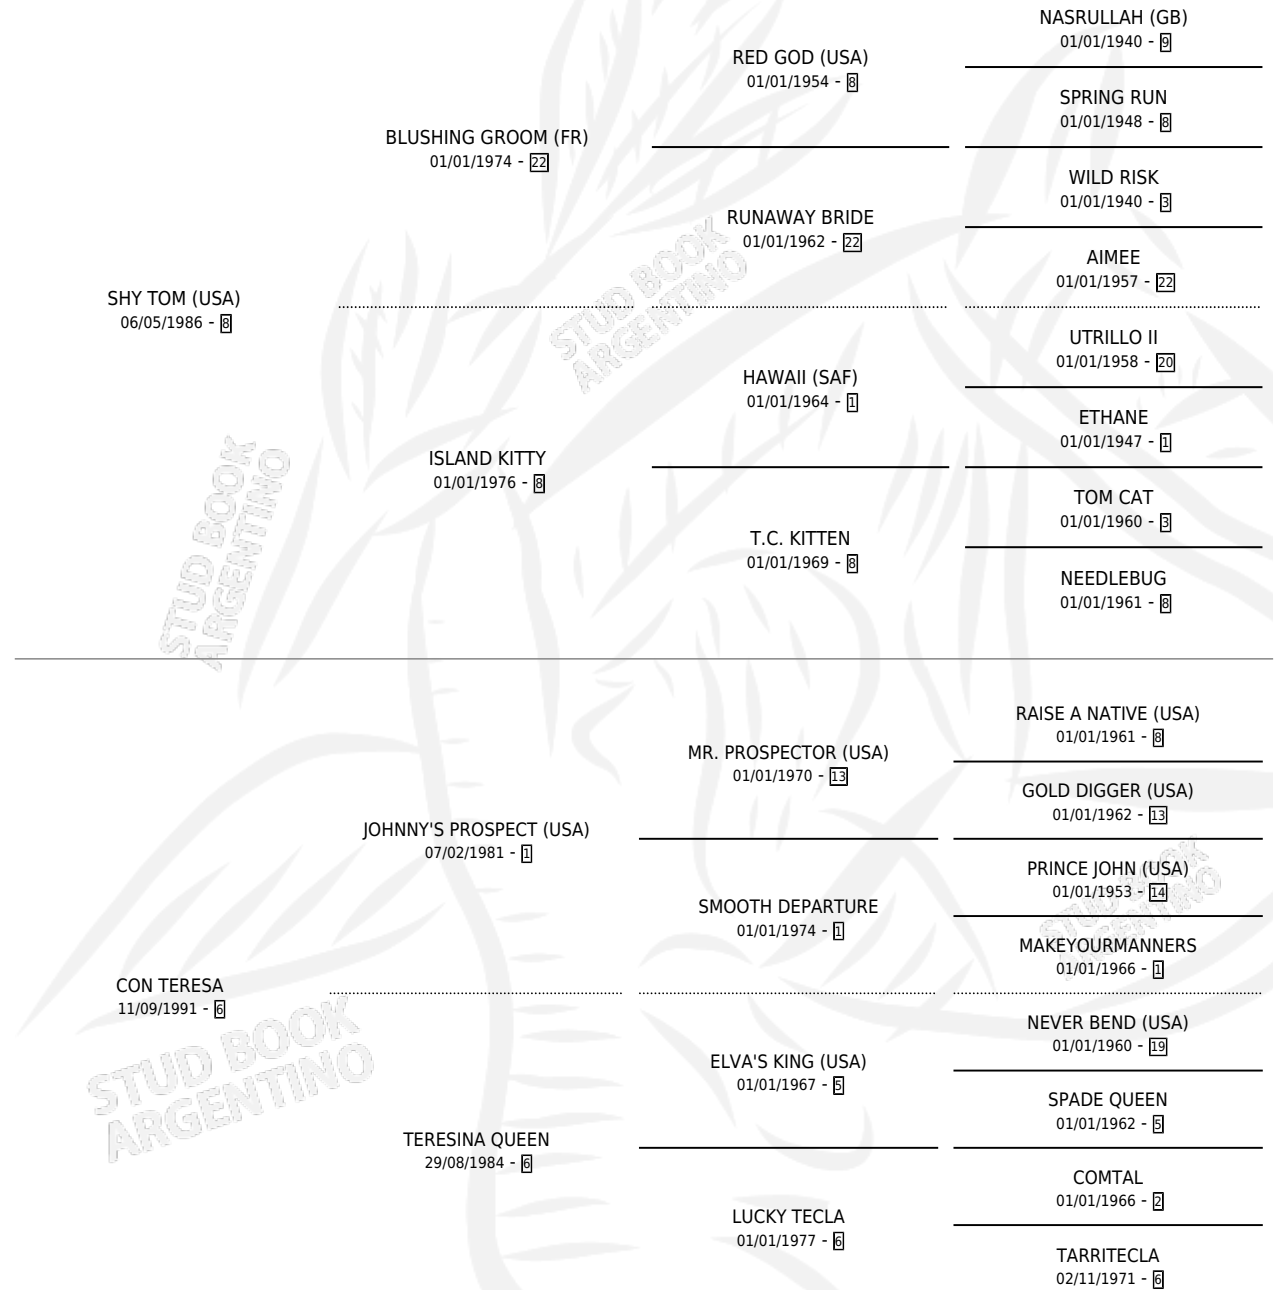 NASRULLAH (GB)
01/01/1940 - 9
RED GOD (USA)
01/01/1954 - 8
SPRING RUN
01/01/1948 - 8
BLUSHING GROOM (FR)
01/01/1974 - 22
WILD RISK
01/01/1940 - 3
RUNAWAY BRIDE
01/01/1962 - 22
AIMEE
01/01/1957 - 22
SHY TOM (USA)
06/05/1986 - 8
UTRILLO II
01/01/1958 - 20
HAWAII (SAF)
01/01/1964 - 1
ETHANE
01/01/1947 - 1
ISLAND KITTY
01/01/1976 - 8
TOM CAT
01/01/1960 - 3
T.C. KITTEN
01/01/1969 - 8
NEEDLEBUG
01/01/1961 - 8
RAISE A NATIVE (USA)
01/01/1961 - 8
MR. PROSPECTOR (USA)
01/01/1970 - 13
GOLD DIGGER (USA)
01/01/1962 - 13
JOHNNY'S PROSPECT (USA)
07/02/1981 - 1
PRINCE JOHN (USA)
01/01/1953 - 14
SMOOTH DEPARTURE
01/01/1974 - 1
MAKEYOURMANNERS
01/01/1966 - 1
CON TERESA
11/09/1991 - 6
NEVER BEND (USA)
01/01/1960 - 19
ELVA'S KING (USA)
01/01/1967 - 5
SPADE QUEEN
01/01/1962 - 5
TERESINA QUEEN
29/08/1984 - 6
COMTAL
01/01/1966 - 2
LUCKY TECLA
01/01/1977 - 6
TARRITECLA
02/11/1971 - 6
STUD BOOK
ARGENTINO
STUD BOOK
ARGENTINO
STUD BOOK
ARGENTINO
STUD BOOK
ARGENTINO